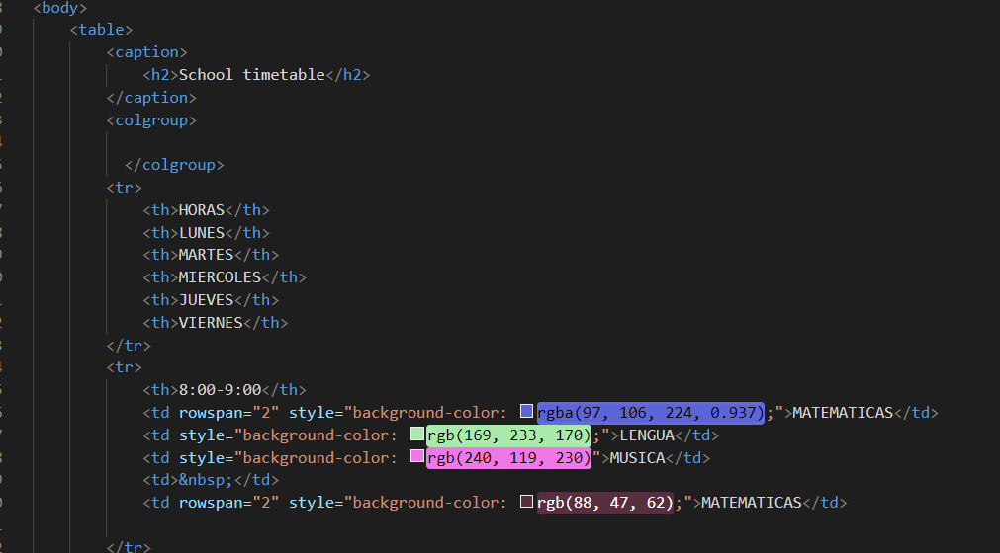 <body>
<table>
<caption>
<h2>School timetable</h2>
</caption>
<colgroup>
</colgroup>
<tr>
<th>HORAS</th>
<th>LUNES</th>
<th>MARTES</th>
<th>MIERCOLES</th>
<th>JUEVES</th>
<th>VIERNES</th>
</tr>
<tr>
<th>8:00-9:00</th>
<td rowspan="2" style="background-color: rgba(97, 106, 224, 0.937);">MATEMATICAS</td>
<td style="background-color: rgb(169, 233, 170);">LENGUA</td>
<td style="background-color: rgb(240, 119, 230)">MUSICA</td>
<td>&nbsp;</td>
<td rowspan="2" style="background-color: rgb(88, 47, 62);">MATEMATICAS</td>
</tr>